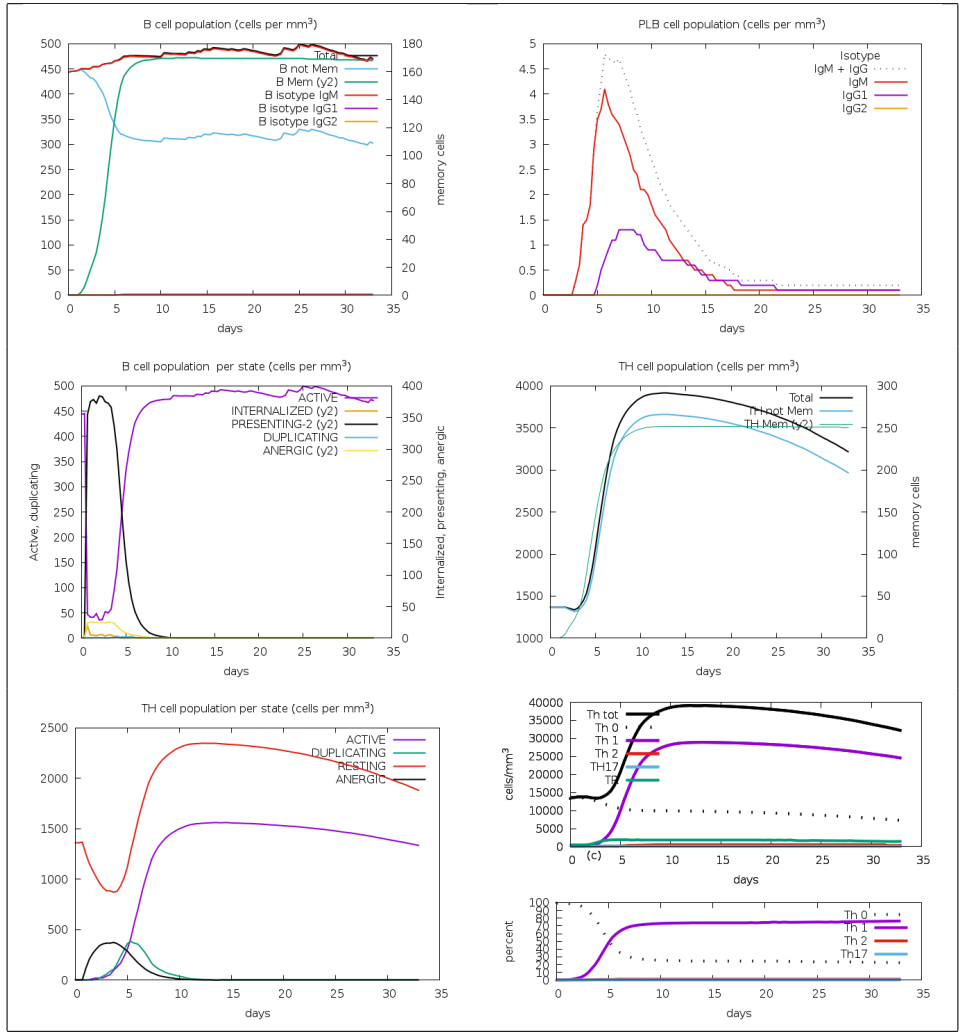 B cell population (cells per mm³)
500
450
400
350
300
250
200
150
100
50
0
180
160
140
120
100
80
60
40
20
0
memory cells
Total
B not Mem
B Mem (y2)
B isotype IgM
B isotype IgG1
B isotype IgG2
0 5 10 15 20 25 30 35
days
PLB cell population (cells per mm³)
5
4.5
4
3.5
3
2.5
2
1.5
1
0.5
0
Isotype
IgM + IgG
IgM
IgG1
IgG2
0 5 10 15 20 25 30 35
days
B cell population per state (cells per mm³)
Active, duplicating
500
450
400
350
300
250
200
150
100
50
0
400
350
300
250
200
150
100
50
0
Internalized, presenting, anergic
ACTIVE
INTERNALIZED (y2)
PRESENTING-2 (y2)
DUPLICATING
ANERGIC (y2)
0 5 10 15 20 25 30 35
days
TH cell population (cells per mm³)
4000
3500
3000
2500
2000
1500
1000
300
250
200
150
100
50
0
memory cells
Total
TH not Mem
TH Mem (y2)
0 5 10 15 20 25 30 35
days
TH cell population per state (cells per mm³)
2500
2000
1500
1000
500
0
ACTIVE
DUPLICATING
RESTING
ANERGIC
0 5 10 15 20 25 30 35
days
cells/mm³
40000
35000
30000
25000
20000
15000
10000
5000
0
Th tot
Th 0
Th 1
Th 2
TH17
TR
(c)
0 5 10 15 20 25 30 35
days
percent
100
90
80
70
60
50
40
30
20
10
0
Th 0
Th 1
Th 2
Th17
0 5 10 15 20 25 30 35
days